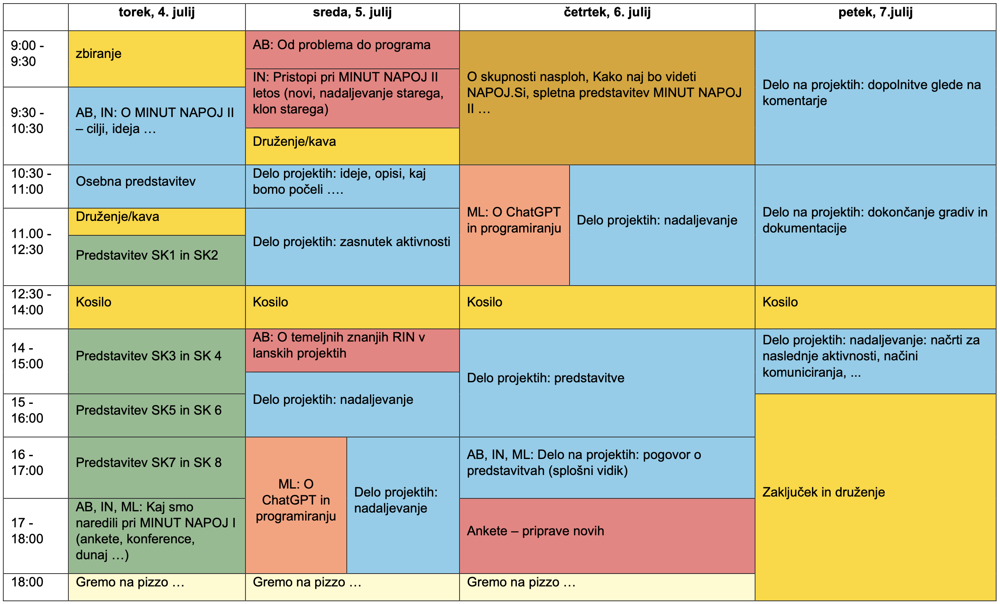 torek, 4. julij
sreda, 5. julij
četrtek, 6. julij
petek, 7.julij
9:00 -
9:30
zbiranje
AB: Od problema do programa
IN: Pristopi pri MINUT NAPOJ II
letos (novi, nadaljevanje starega,
klon starega)
O skupnosti nasploh, Kako naj bo videti
NAPOJ.Si, spletna predstavitev MINUT NAPOJ
II …
Delo na projektih: dopolnitve glede na
komentarje
9:30 -
10:30
AB, IN: O MINUT NAPOJ II
– cilji, ideja …
Druženje/kava
10:30 -
11:00
Osebna predstavitev
Delo projektih: ideje, opisi, kaj
bomo počeli ….
ML: O ChatGPT
in programiranju
Delo projektih: nadaljevanje
Delo na projektih: dokončanje gradiv in
dokumentacije
11.00 -
12:30
Druženje/kava
Predstavitev SK1 in SK2
Delo projektih: zasnutek aktivnosti
12:30 -
14:00
Kosilo
Kosilo
Kosilo
Kosilo
14 -
15:00
Predstavitev SK3 in SK 4
AB: O temeljnih znanjih RIN v
lanskih projektih
Delo projektih: nadaljevanje
Delo projektih: predstavitve
Delo projektih: nadaljevanje: načrti za
naslednje aktivnosti, načini
komuniciranja, ...
15 -
16:00
Predstavitev SK5 in SK 6
Zaključek in druženje
16 -
17:00
Predstavitev SK7 in SK 8
ML: O
ChatGPT in
programiranju
Delo projektih:
nadaljevanje
AB, IN, ML: Delo na projektih: pogovor o
predstavitvah (splošni vidik)
17 -
18:00
AB, IN, ML: Kaj smo
naredili pri MINUT NAPOJ I
(ankete, konference,
dunaj …)
Ankete – priprave novih
18:00
Gremo na pizzo …
Gremo na pizzo …
Gremo na pizzo …